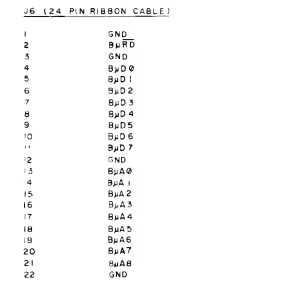 J6 (24 PIN RIBBON CABLE)
1 GND
2 BμR̅D̅
3 GND
4 BμD0
5 BμD1
6 BμD2
7 BμD3
8 BμD4
9 BμD5
10 BμD6
11 BμD7
12 GND
13 BμA0
14 BμA1
15 BμA2
16 BμA3
17 BμA4
18 BμA5
19 BμA6
20 BμA7
21 BμA8
22 GND